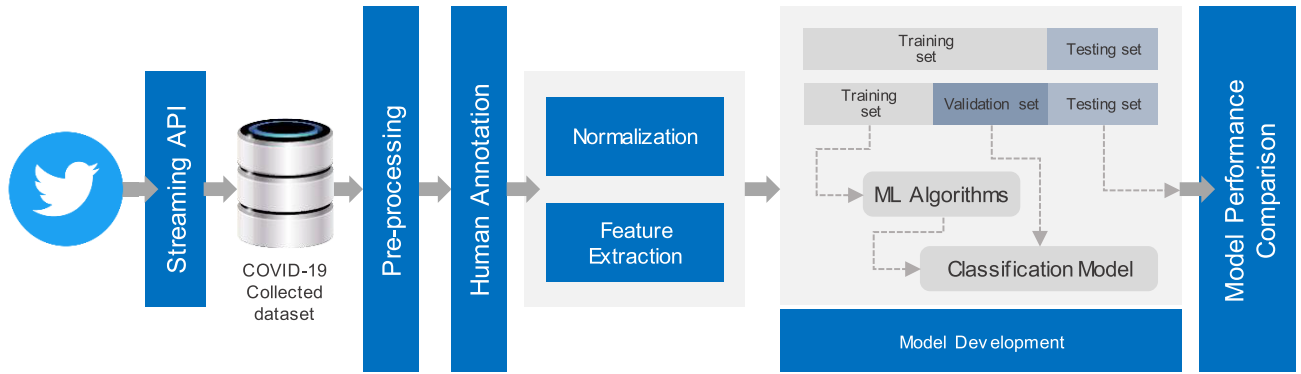 Streaming API
COVID-19
Collected
dataset
Pre-processing
Human Annotation
Normalization
Feature
Extraction
Training
set
Testing set
Training
set
Validation set
Testing set
ML Algorithms
Classification Model
Model Development
Model Performance
Comparison